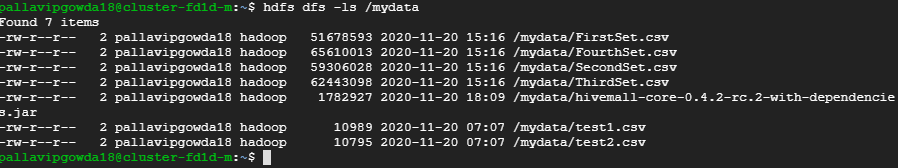 pallavipgowda18@cluster-fd1d-m:~$ hdfs dfs -ls /mydata
Found 7 items
-rw-r--r--   2 pallavipgowda18 hadoop   51678593 2020-11-20 15:16 /mydata/FirstSet.csv
-rw-r--r--   2 pallavipgowda18 hadoop   65610013 2020-11-20 15:16 /mydata/FourthSet.csv
-rw-r--r--   2 pallavipgowda18 hadoop   59306028 2020-11-20 15:16 /mydata/SecondSet.csv
-rw-r--r--   2 pallavipgowda18 hadoop   62443098 2020-11-20 15:16 /mydata/ThirdSet.csv
-rw-r--r--   2 pallavipgowda18 hadoop    1782927 2020-11-20 18:09 /mydata/hivemall-core-0.4.2-rc.2-with-dependencie
s.jar
-rw-r--r--   2 pallavipgowda18 hadoop      10989 2020-11-20 07:07 /mydata/test1.csv
-rw-r--r--   2 pallavipgowda18 hadoop      10795 2020-11-20 07:07 /mydata/test2.csv
pallavipgowda18@cluster-fd1d-m:~$